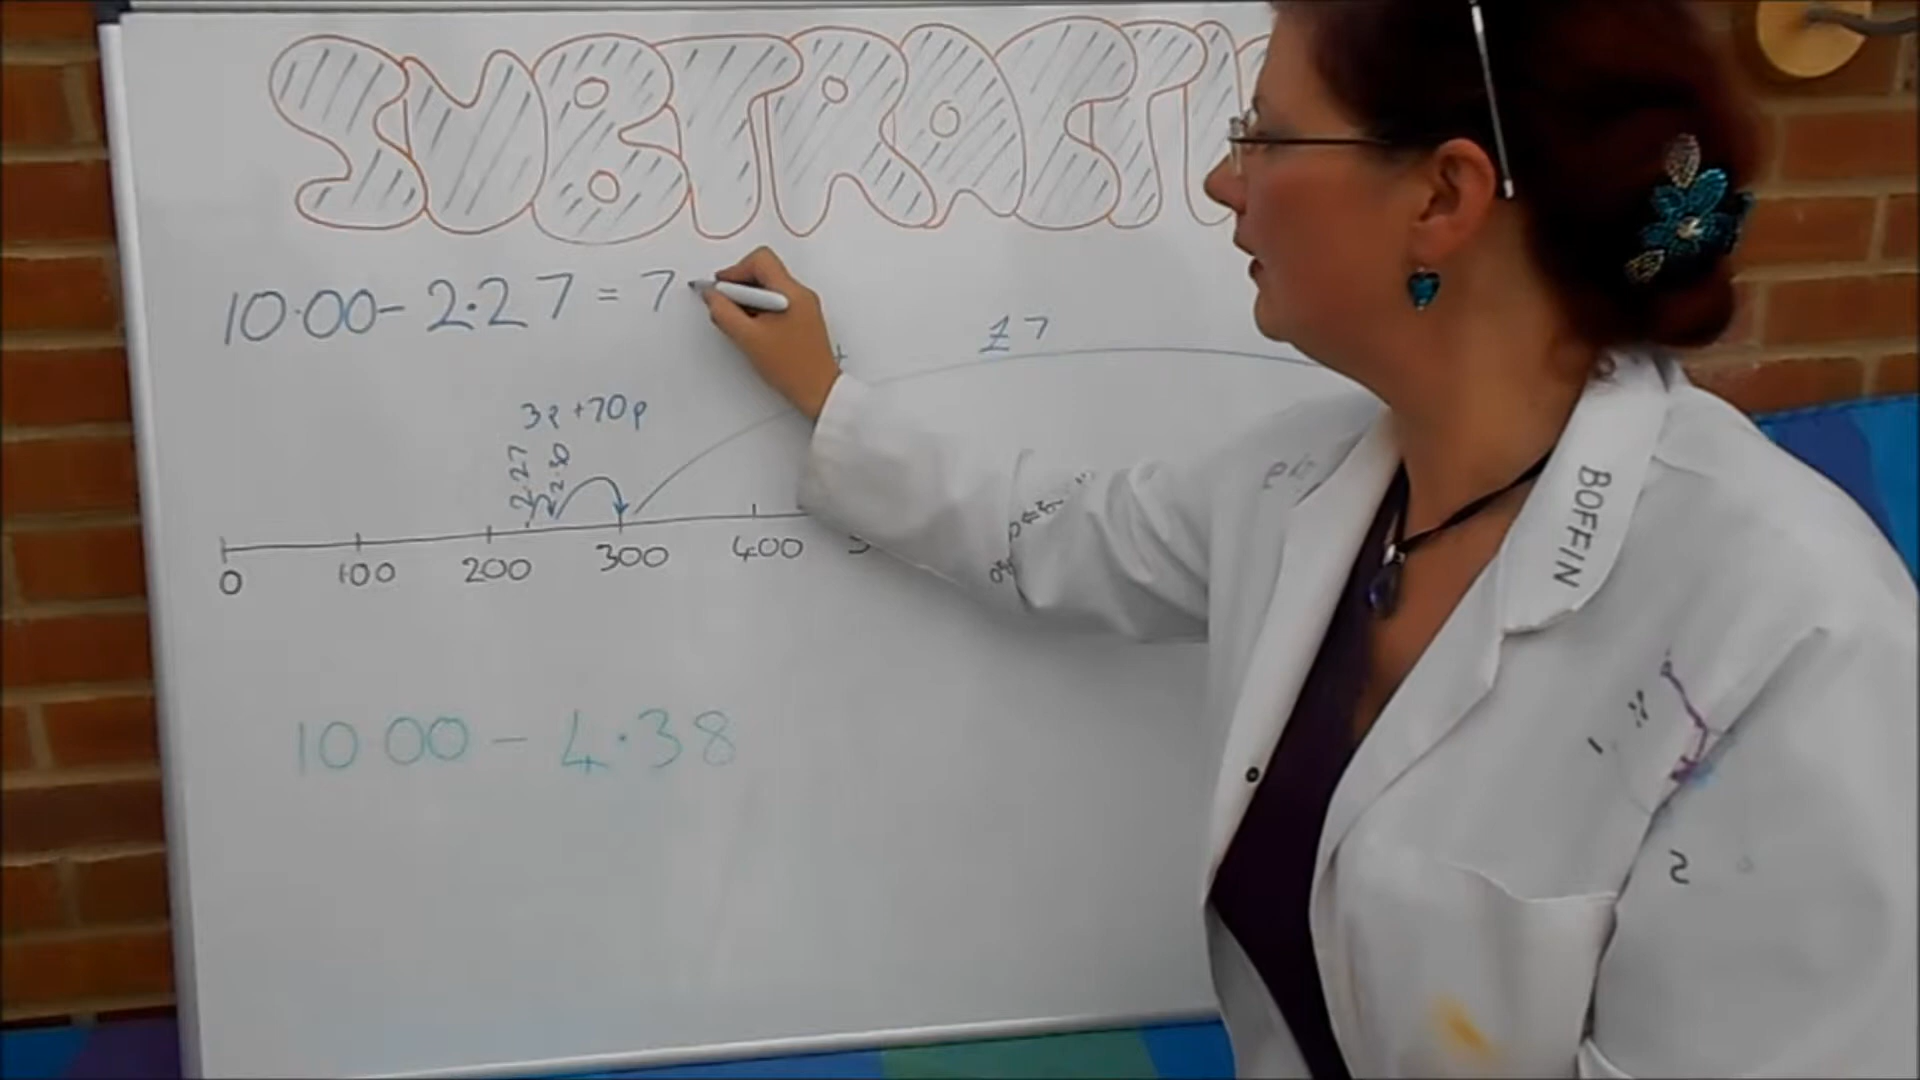 SUBTRACTI
10.00 - 2.27 = 7
£7
3p + 70p
2.27
2.30
0 100 200 300 400 5
10 00 - 4.38
BOFFIN